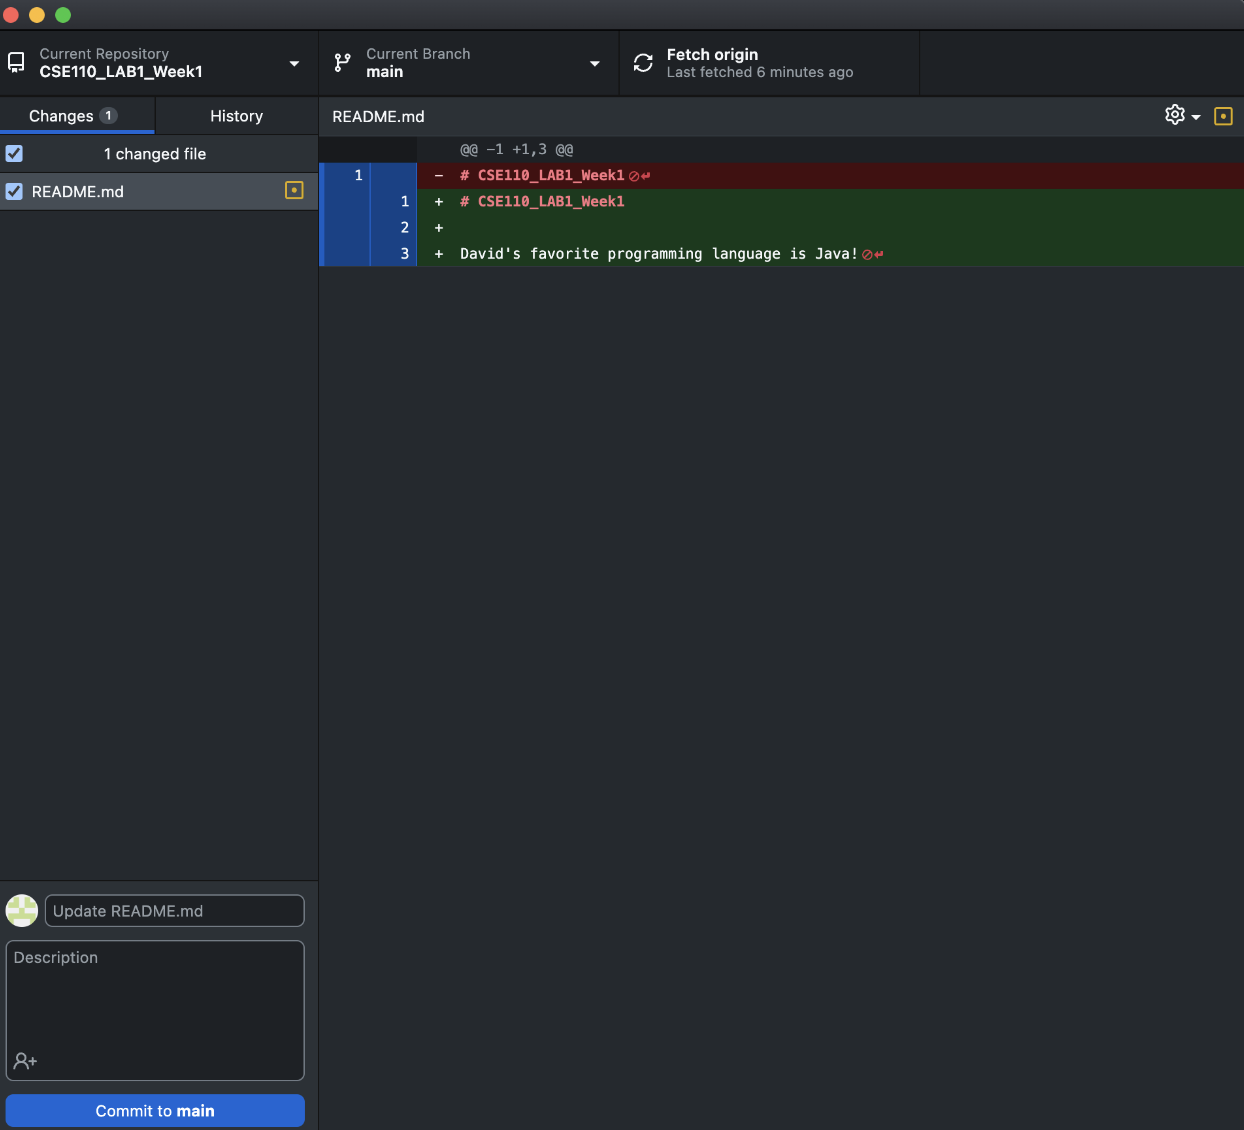 Current Repository
CSE110_LAB1_Week1
Current Branch
main
Fetch origin
Last fetched 6 minutes ago
Changes 1
History
README.md
1 changed file
README.md
@@ -1 +1,3 @@
1 - # CSE110_LAB1_Week1
1 + # CSE110_LAB1_Week1
2 +
3 + David's favorite programming language is Java!
Update README.md
Description
Commit to main